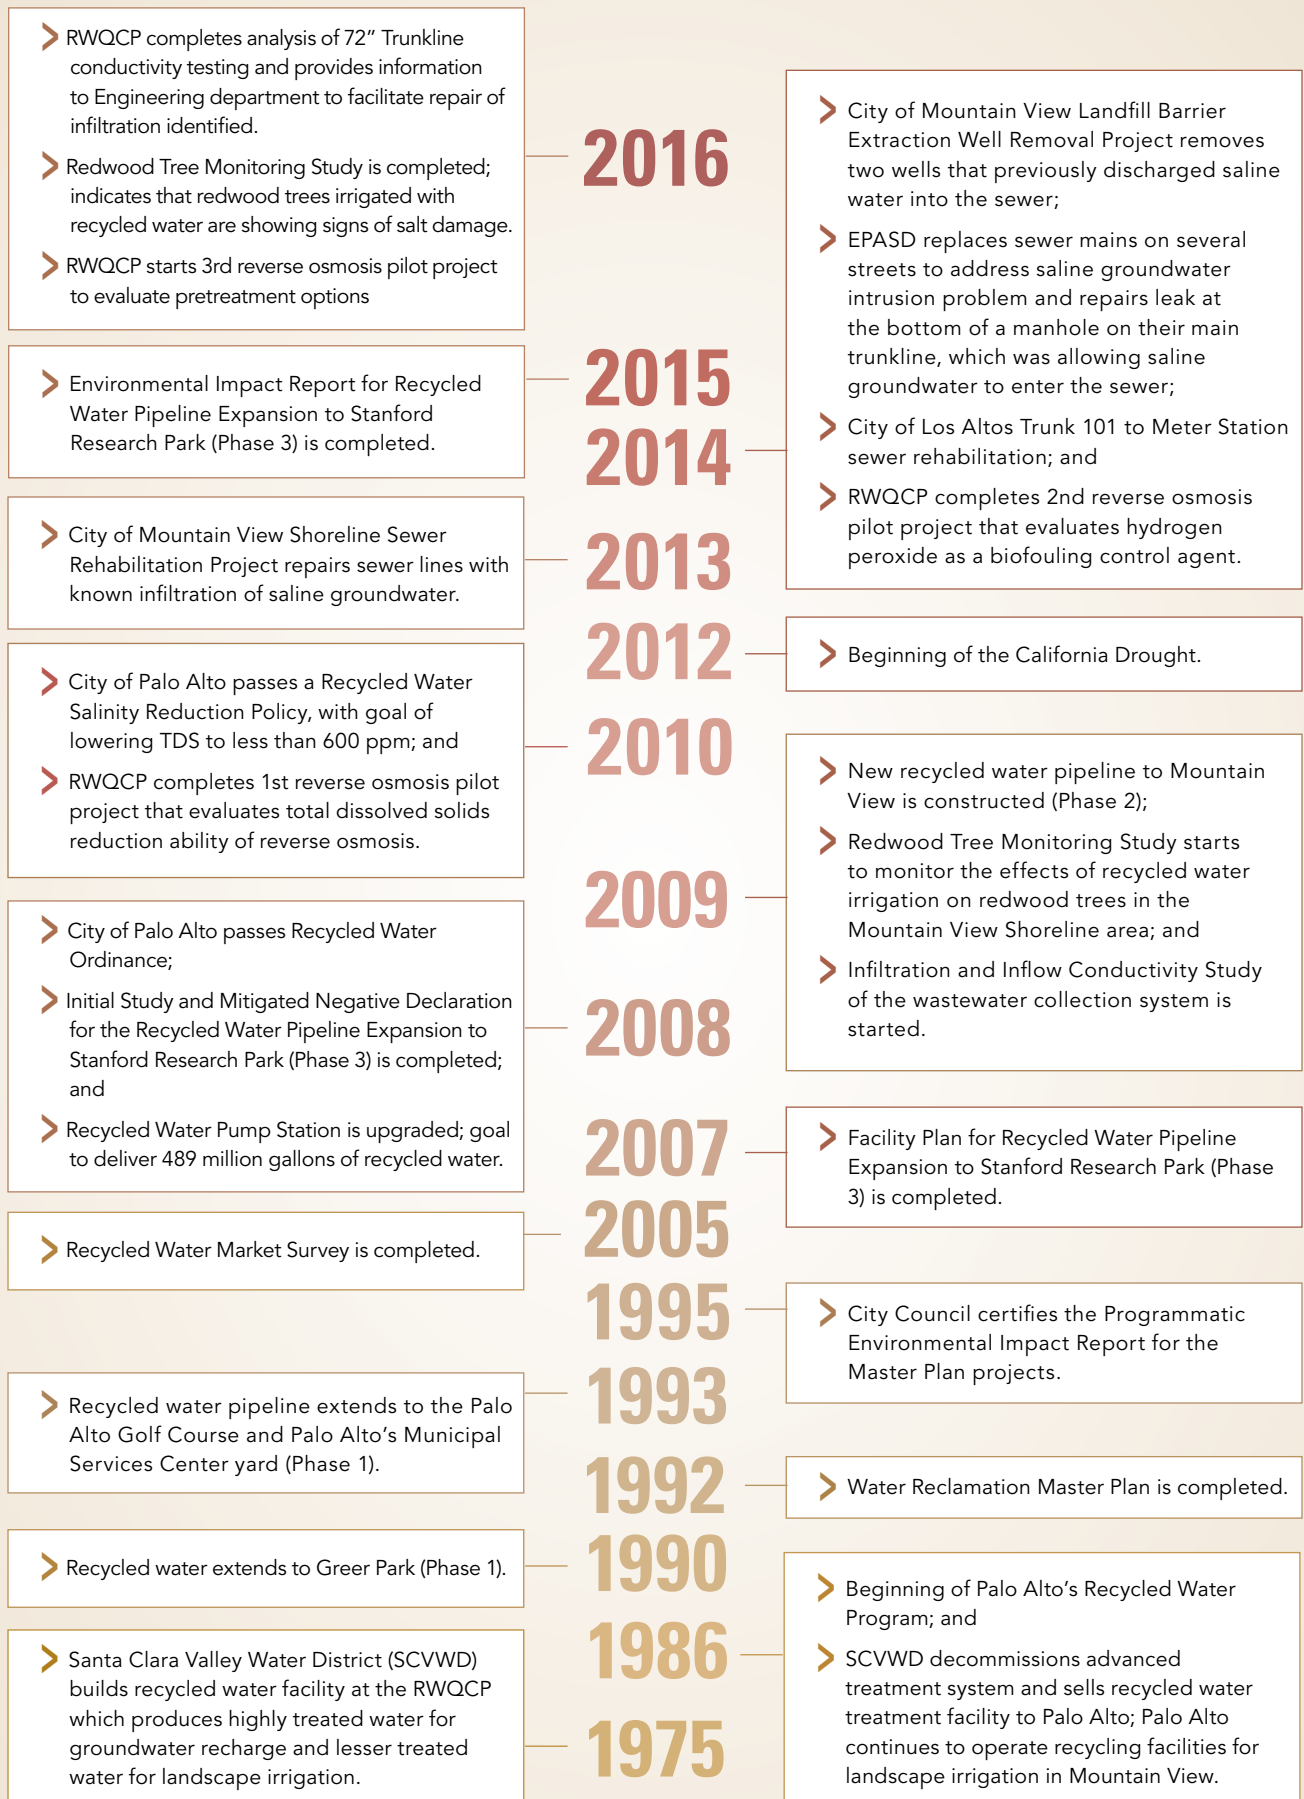 RWQCP completes analysis of 72” Trunkline
conductivity testing and provides information
to Engineering department to facilitate repair of
infiltration identified.
Redwood Tree Monitoring Study is completed;
indicates that redwood trees irrigated with
recycled water are showing signs of salt damage.
RWQCP starts 3rd reverse osmosis pilot project
to evaluate pretreatment options
2016
Environmental Impact Report for Recycled
Water Pipeline Expansion to Stanford
Research Park (Phase 3) is completed.
2015
2014
City of Mountain View Landfill Barrier
Extraction Well Removal Project removes
two wells that previously discharged saline
water into the sewer;
EPASD replaces sewer mains on several
streets to address saline groundwater
intrusion problem and repairs leak at
the bottom of a manhole on their main
trunkline, which was allowing saline
groundwater to enter the sewer;
City of Los Altos Trunk 101 to Meter Station
sewer rehabilitation; and
RWQCP completes 2nd reverse osmosis
pilot project that evaluates hydrogen
peroxide as a biofouling control agent.
City of Mountain View Shoreline Sewer
Rehabilitation Project repairs sewer lines with
known infiltration of saline groundwater.
2013
2012
Beginning of the California Drought.
City of Palo Alto passes a Recycled Water
Salinity Reduction Policy, with goal of
lowering TDS to less than 600 ppm; and
RWQCP completes 1st reverse osmosis pilot
project that evaluates total dissolved solids
reduction ability of reverse osmosis.
2010
2009
New recycled water pipeline to Mountain
View is constructed (Phase 2);
Redwood Tree Monitoring Study starts
to monitor the effects of recycled water
irrigation on redwood trees in the
Mountain View Shoreline area; and
Infiltration and Inflow Conductivity Study
of the wastewater collection system is
started.
City of Palo Alto passes Recycled Water
Ordinance;
Initial Study and Mitigated Negative Declaration
for the Recycled Water Pipeline Expansion to
Stanford Research Park (Phase 3) is completed;
and
Recycled Water Pump Station is upgraded; goal
to deliver 489 million gallons of recycled water.
2008
2007
Facility Plan for Recycled Water Pipeline
Expansion to Stanford Research Park (Phase
3) is completed.
Recycled Water Market Survey is completed.
2005
1995
City Council certifies the Programmatic
Environmental Impact Report for the
Master Plan projects.
Recycled water pipeline extends to the Palo
Alto Golf Course and Palo Alto’s Municipal
Services Center yard (Phase 1).
1993
1992
Water Reclamation Master Plan is completed.
Recycled water extends to Greer Park (Phase 1).
1990
1986
Beginning of Palo Alto’s Recycled Water
Program; and
SCVWD decommissions advanced
treatment system and sells recycled water
treatment facility to Palo Alto; Palo Alto
continues to operate recycling facilities for
landscape irrigation in Mountain View.
Santa Clara Valley Water District (SCVWD)
builds recycled water facility at the RWQCP
which produces highly treated water for
groundwater recharge and lesser treated
water for landscape irrigation.
1975